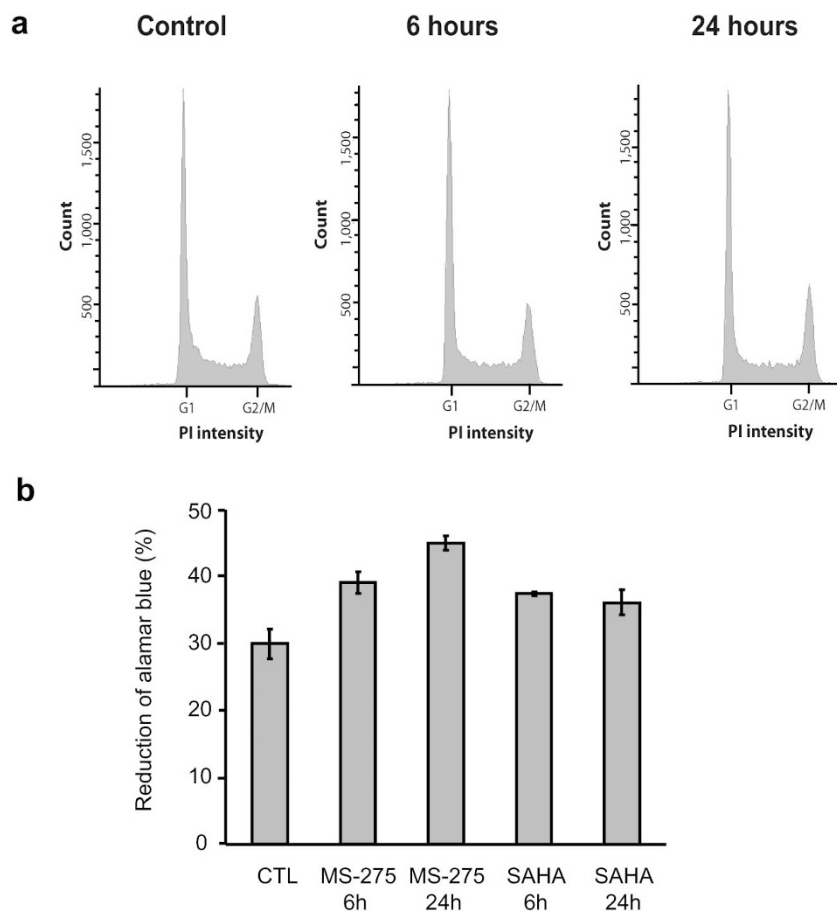 a
Control
6 hours
24 hours
Count
1,500
1,000
500
G1
G2/M
PI intensity
Count
1,500
1,000
500
G1
G2/M
PI intensity
Count
1,500
1,000
500
G1
G2/M
PI intensity
b
Reduction of alamar blue (%)
50
40
30
20
10
0
CTL
MS-275
6h
MS-275
24h
SAHA
6h
SAHA
24h